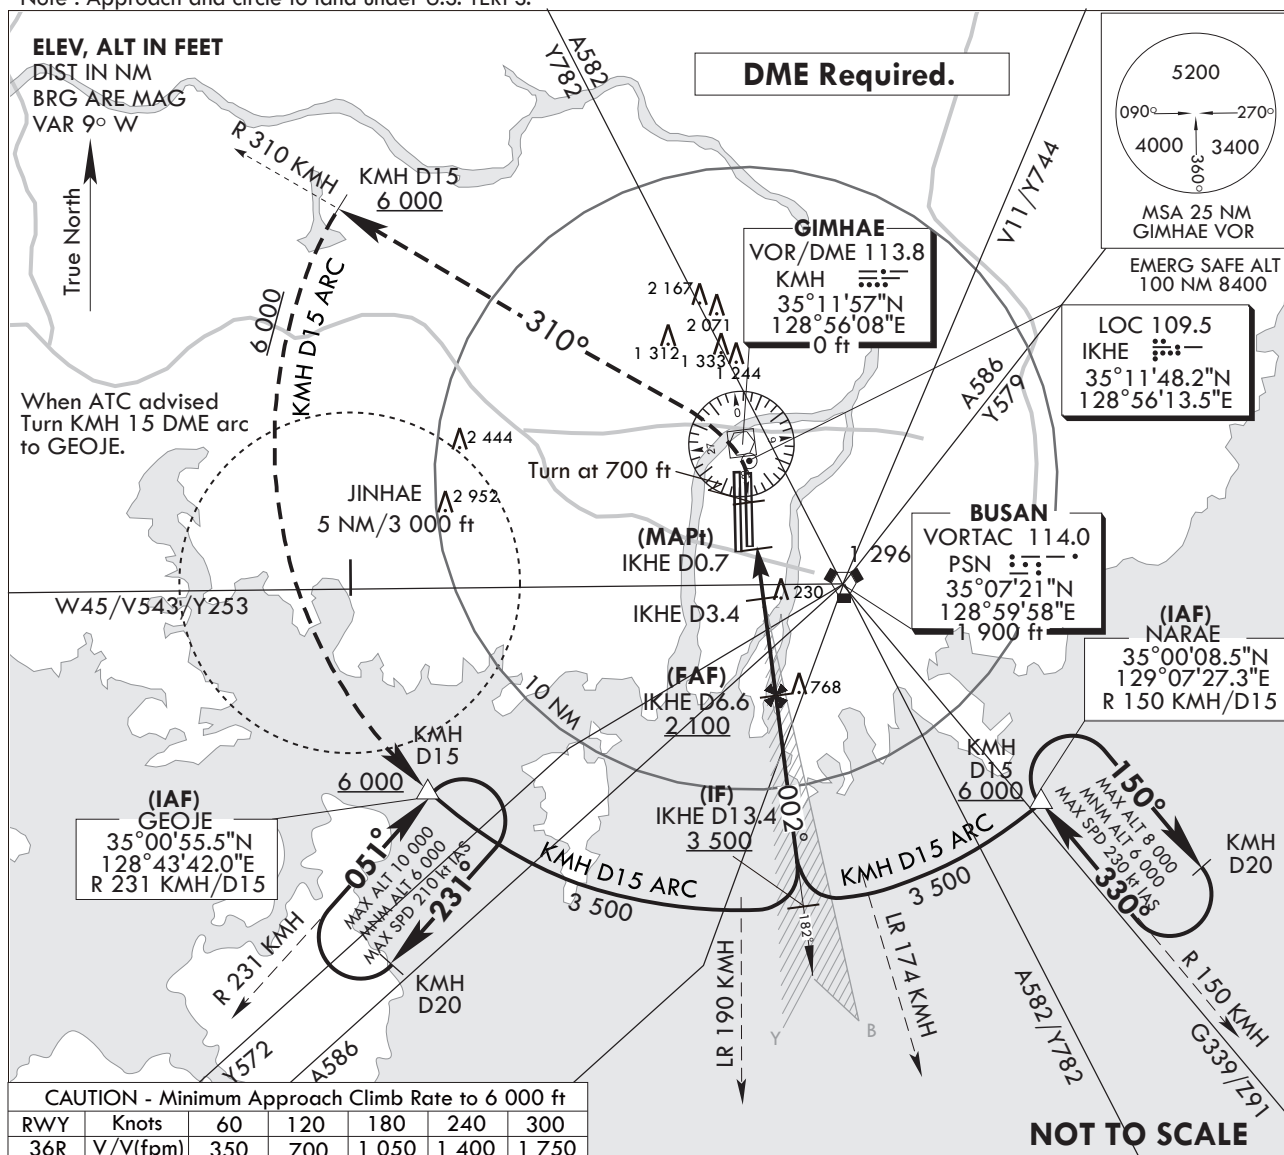 Note : Approach and circle to land under U.S. TERPS.
ELEV, ALT IN FEET
DIST IN NM
BRG ARE MAG
VAR 9° W
True North
DME Required.
A582
Y782
5200
090°
270°
4000
3400
360°
MSA 25 NM
GIMHAE VOR
EMERG SAFE ALT
100 NM 8400
R 310 KMH
KMH D15
6 000
V11/Y744
GIMHAE
VOR/DME 113.8
KMH
35°11'57"N
128°56'08"E
0 ft
LOC 109.5
IKHE
35°11'48.2"N
128°56'13.5"E
2 167
2 071
1 312
1 333
1 244
310°
6 000
KMH D15 ARC
A586
Y579
When ATC advised
Turn KMH 15 DME arc
to GEOJE.
2 444
2 952
0
9
27
Turn at 700 ft
JINHAE
5 NM/3 000 ft
(MAPt)
IKHE D0.7
1 296
BUSAN
VORTAC 114.0
PSN
35°07'21"N
128°59'58"E
1 900 ft
W45/V543/Y253
IKHE D3.4
230
(IAF)
NARAE
35°00'08.5"N
129°07'27.3"E
R 150 KMH/D15
(FAF)
IKHE D6.6
2 100
768
10 NM
KMH
D15
6 000
KMH
D15
6 000
(IAF)
GEOJE
35°00'55.5"N
128°43'42.0"E
R 231 KMH/D15
(IF)
IKHE D13.4
3 500
002°
150°
MAX ALT 8 000
MNM ALT 6 000
MAX SPD 230 kt IAS
330°
KMH
D20
051°
MAX ALT 10 000
MNM ALT 6 000
MAX SPD 210 kt IAS
231°
KMH D15 ARC
3 500
KMH D15 ARC
3 500
182°
R 231 KMH
KMH
D20
LR 190 KMH
LR 174 KMH
R 150 KMH
Y
B
A582/Y782
G339/Z91
Y572
A586
CAUTION - Minimum Approach Climb Rate to 6 000 ft
RWY Knots 60 120 180 240 300
36R V/V(fpm) 350 700 1 050 1 400 1 750
NOT TO SCALE